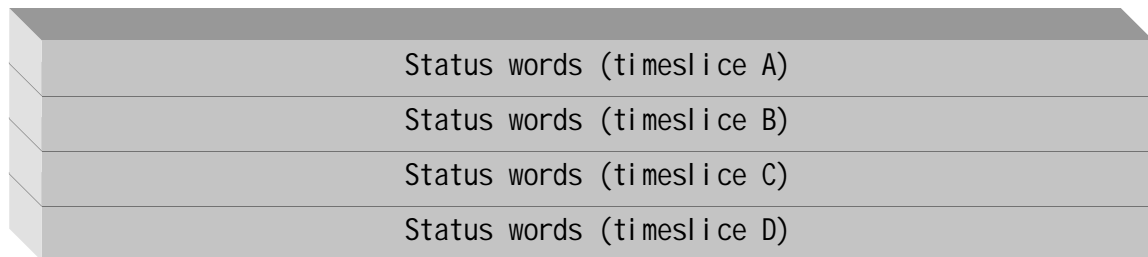 Status words (timeslice A)
Status words (timeslice B)
Status words (timeslice C)
Status words (timeslice D)